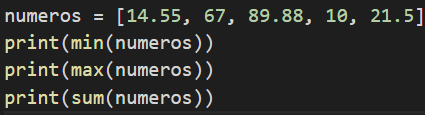 numeros = [14.55, 67, 89.88, 10, 21.5]
print(min(numeros))
print(max(numeros))
print(sum(numeros))